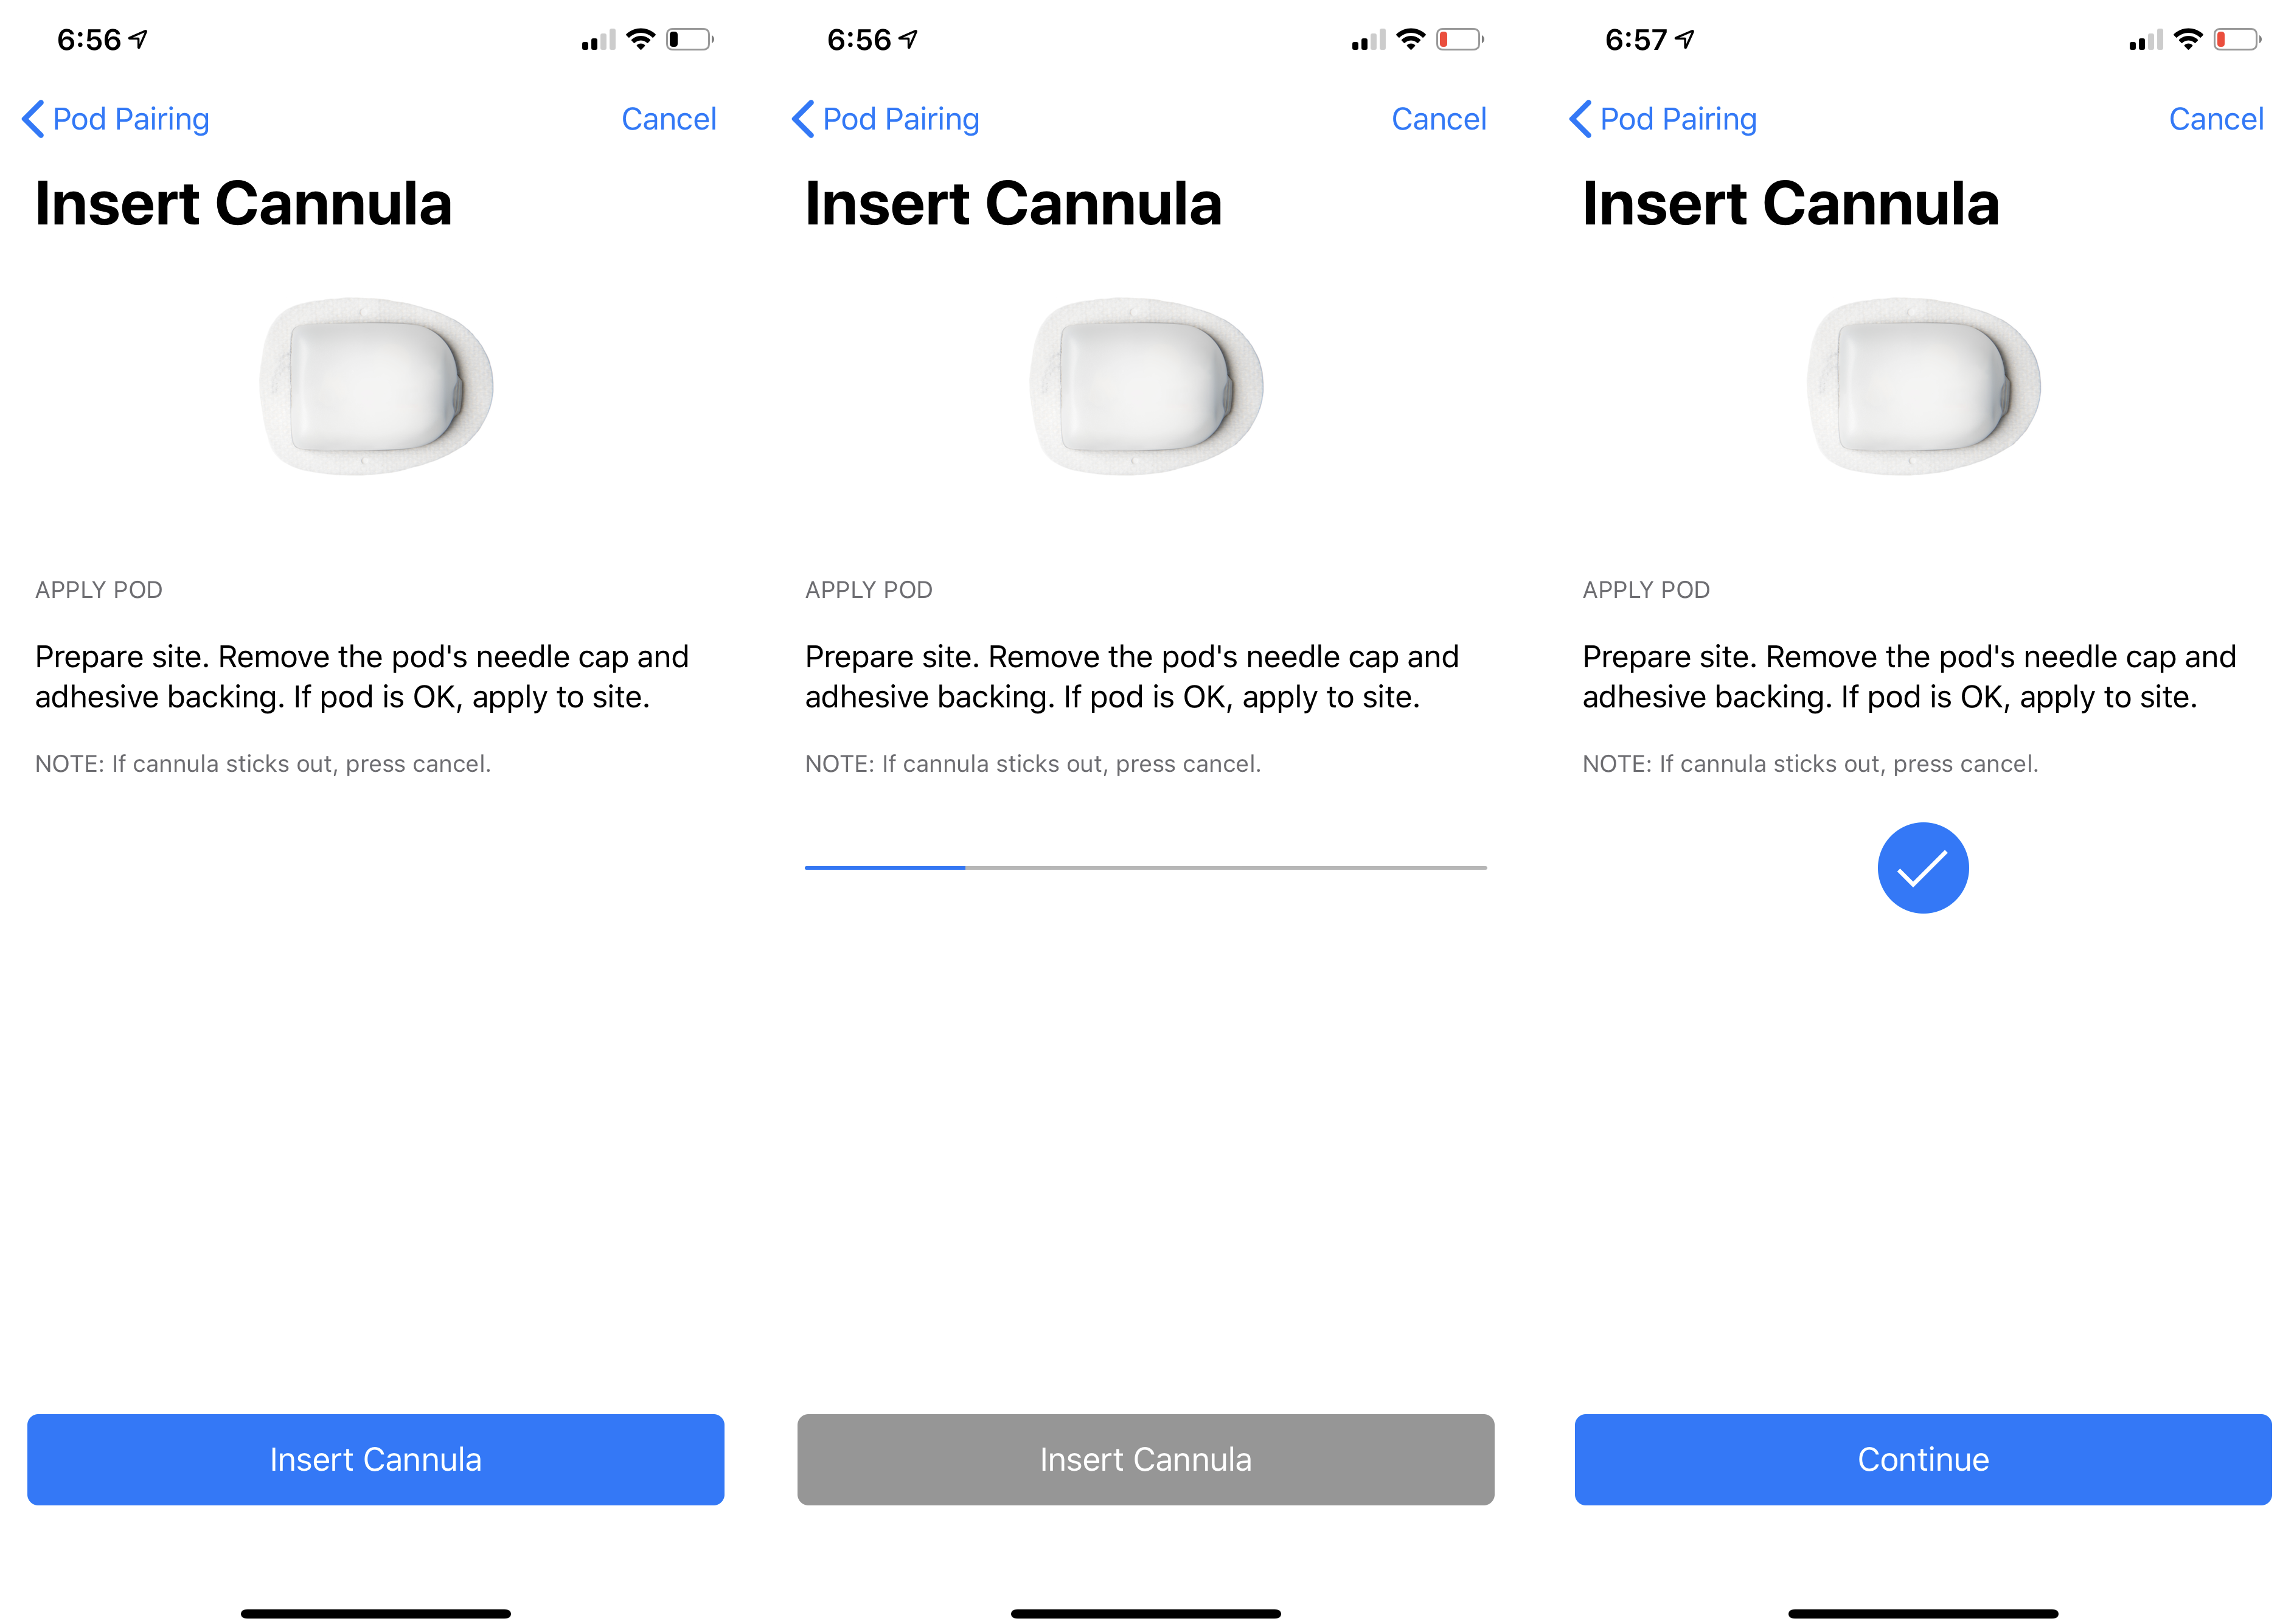 6:56
Pod Pairing
Cancel
Insert Cannula
APPLY POD
Prepare site. Remove the pod's needle cap and
adhesive backing. If pod is OK, apply to site.
NOTE: If cannula sticks out, press cancel.
Insert Cannula
6:56
Pod Pairing
Cancel
Insert Cannula
APPLY POD
Prepare site. Remove the pod's needle cap and
adhesive backing. If pod is OK, apply to site.
NOTE: If cannula sticks out, press cancel.
Insert Cannula
6:57
Pod Pairing
Cancel
Insert Cannula
APPLY POD
Prepare site. Remove the pod's needle cap and
adhesive backing. If pod is OK, apply to site.
NOTE: If cannula sticks out, press cancel.
Continue